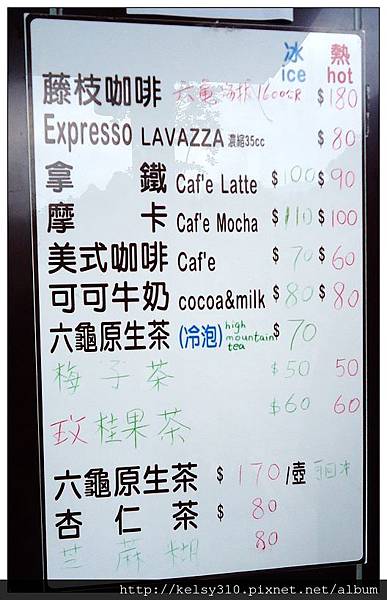 冰 熱
ice hot
藤枝咖啡 六龜 $180
Expresso LAVAZZA 濃縮35cc $80
拿鐵 Caf'e Latte $100 $90
摩卡 Caf'e Mocha $110 $100
美式咖啡 Caf'e $70 $60
可可牛奶 cocoa&milk $80 $80
六龜原生茶 (冷泡) high mountain tea $70
梅子茶 $50 50
玫桂果茶 $60 60
六龜原生茶 $170/壺
杏仁茶 $80
芝麻糊 80
http://kelsy310.pixnet.net/album